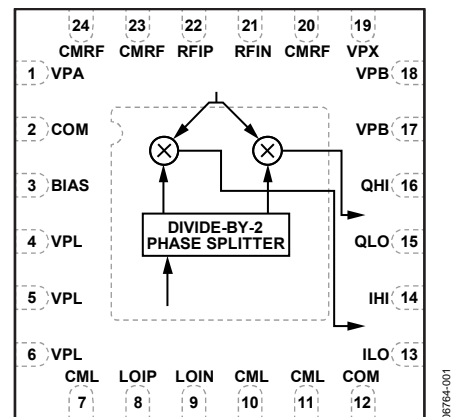 24 23 22 21 20 19
CMRF CMRF RFIP RFIN CMRF VPX
1 VPA
VPB 18
2 COM
VPB 17
3 BIAS
QHI 16
DIVIDE-BY-2
PHASE SPLITTER
4 VPL
QLO 15
5 VPL
IHI 14
6 VPL
ILO 13
CML LOIP LOIN CML CML COM
7 8 9 10 11 12
06764-001